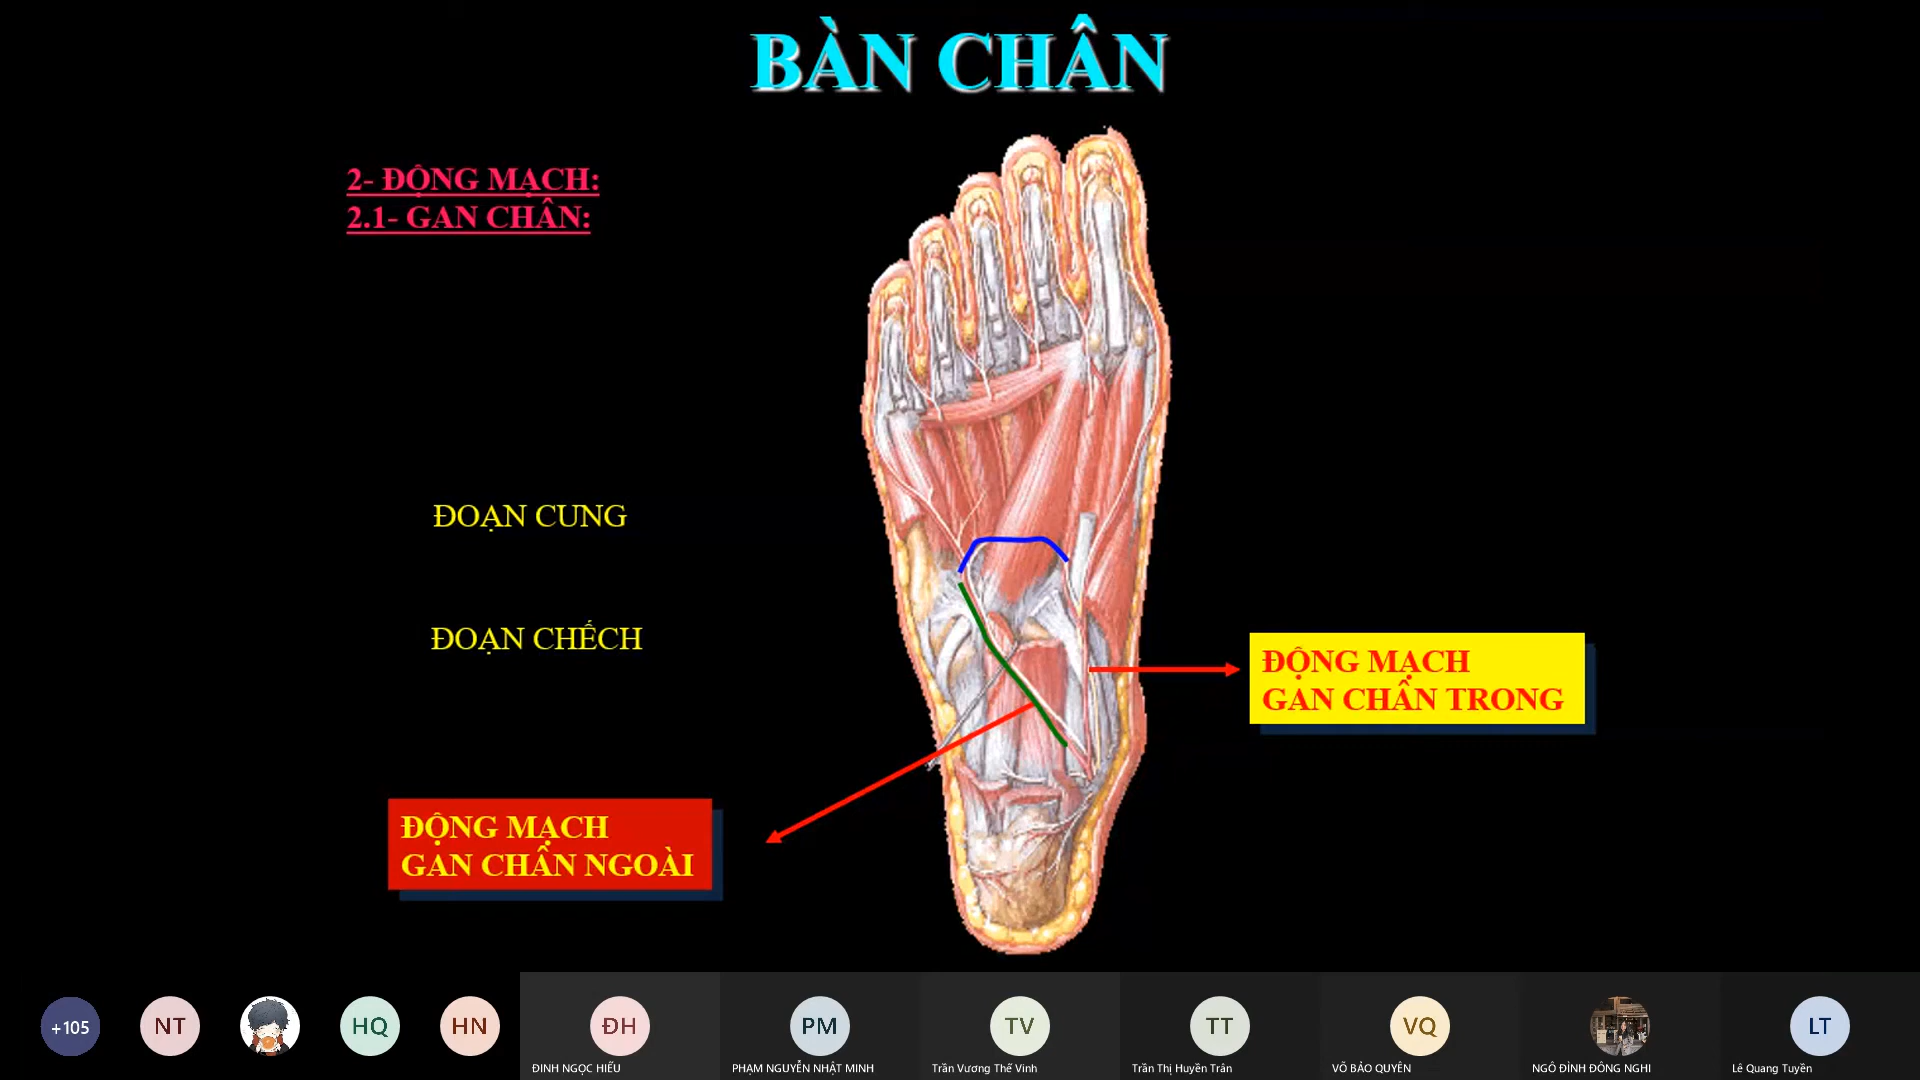 BÀN CHÂN
2- ĐỘNG MẠCH:
2.1- GAN CHÂN:
ĐOẠN CUNG
ĐOẠN CHẾCH
ĐỘNG MẠCH
GAN CHÂN TRONG
ĐỘNG MẠCH
GAN CHÂN NGOÀI
+105
NT
HQ
HN
ĐH
PM
TV
TT
VQ
LT
ĐINH NGỌC HIẾU
PHẠM NGUYỄN NHẬT MINH
Trần Vương Thế Vinh
Trần Thị Huyền Trân
VÕ BẢO QUYÊN
NGÔ ĐÌNH ĐÔNG NGHI
Lê Quang Tuyền